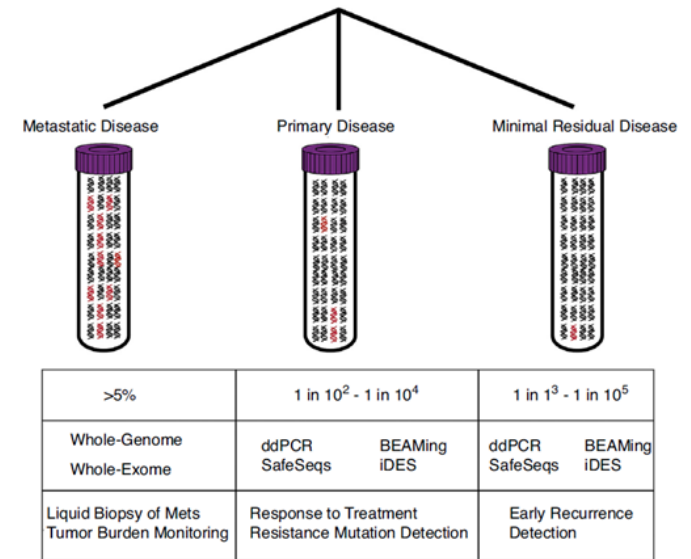 Metastatic Disease
Primary Disease
Minimal Residual Disease
>5%
1 in 10² - 1 in 10⁴
1 in 1³ - 1 in 10⁵
Whole-Genome
Whole-Exome
ddPCR BEAMing
SafeSeqs iDES
ddPCR BEAMing
SafeSeqs iDES
Liquid Biopsy of Mets
Tumor Burden Monitoring
Response to Treatment
Resistance Mutation Detection
Early Recurrence
Detection